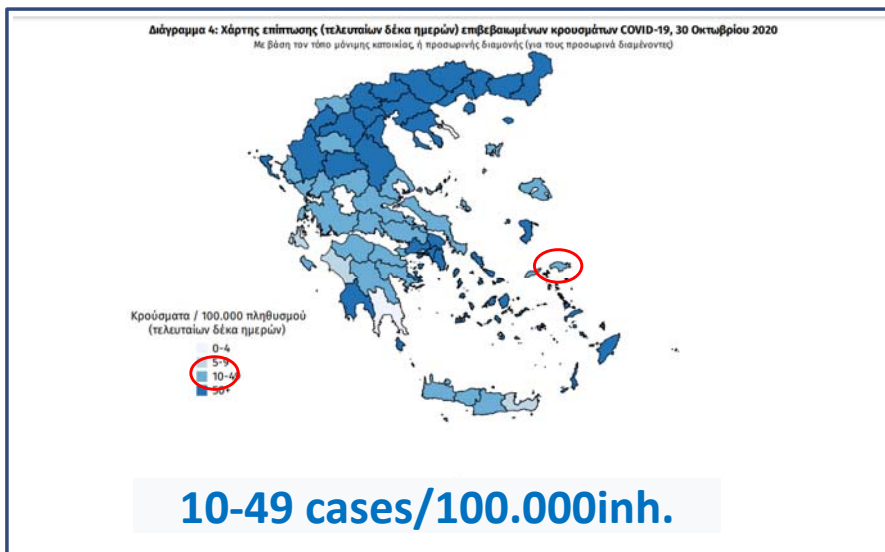 Διάγραμμα 4: Χάρτης επίπτωσης (τελευταίων δέκα ημερών) επιβεβαιωμένων κρουσμάτων COVID-19, 30 Οκτωβρίου 2020
Με βάση τον τόπο μόνιμης κατοικίας, ή προσωρινής διαμονής (για τους προσωρινά διαμένοντες)
Κρούσματα / 100.000 πληθυσμού
(τελευταίων δέκα ημερών)
0-4
5-9
10-49
50+
10-49 cases/100.000inh.